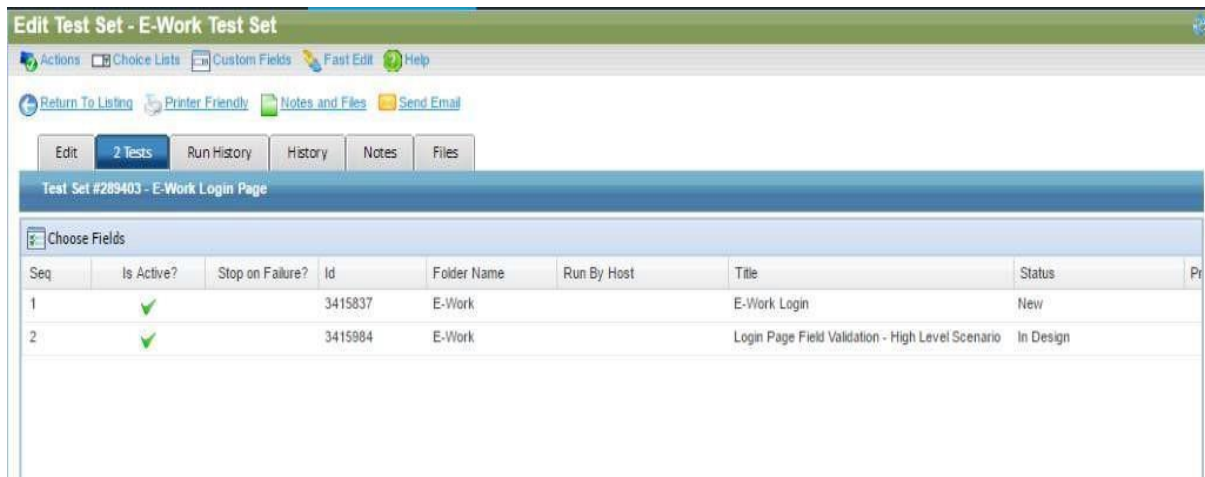 Edit Test Set - E-Work Test Set
Actions Choice Lists Custom Fields Fast Edit Help
Return To Listing Printer Friendly Notes and Files Send Email
Edit 2 Tests Run History History Notes Files
Test Set #289403 - E-Work Login Page
Choose Fields
Seq Is Active? Stop on Failure? Id Folder Name Run By Host Title Status Pr
1 3415837 E-Work E-Work Login New
2 3415984 E-Work Login Page Field Validation - High Level Scenario In Design